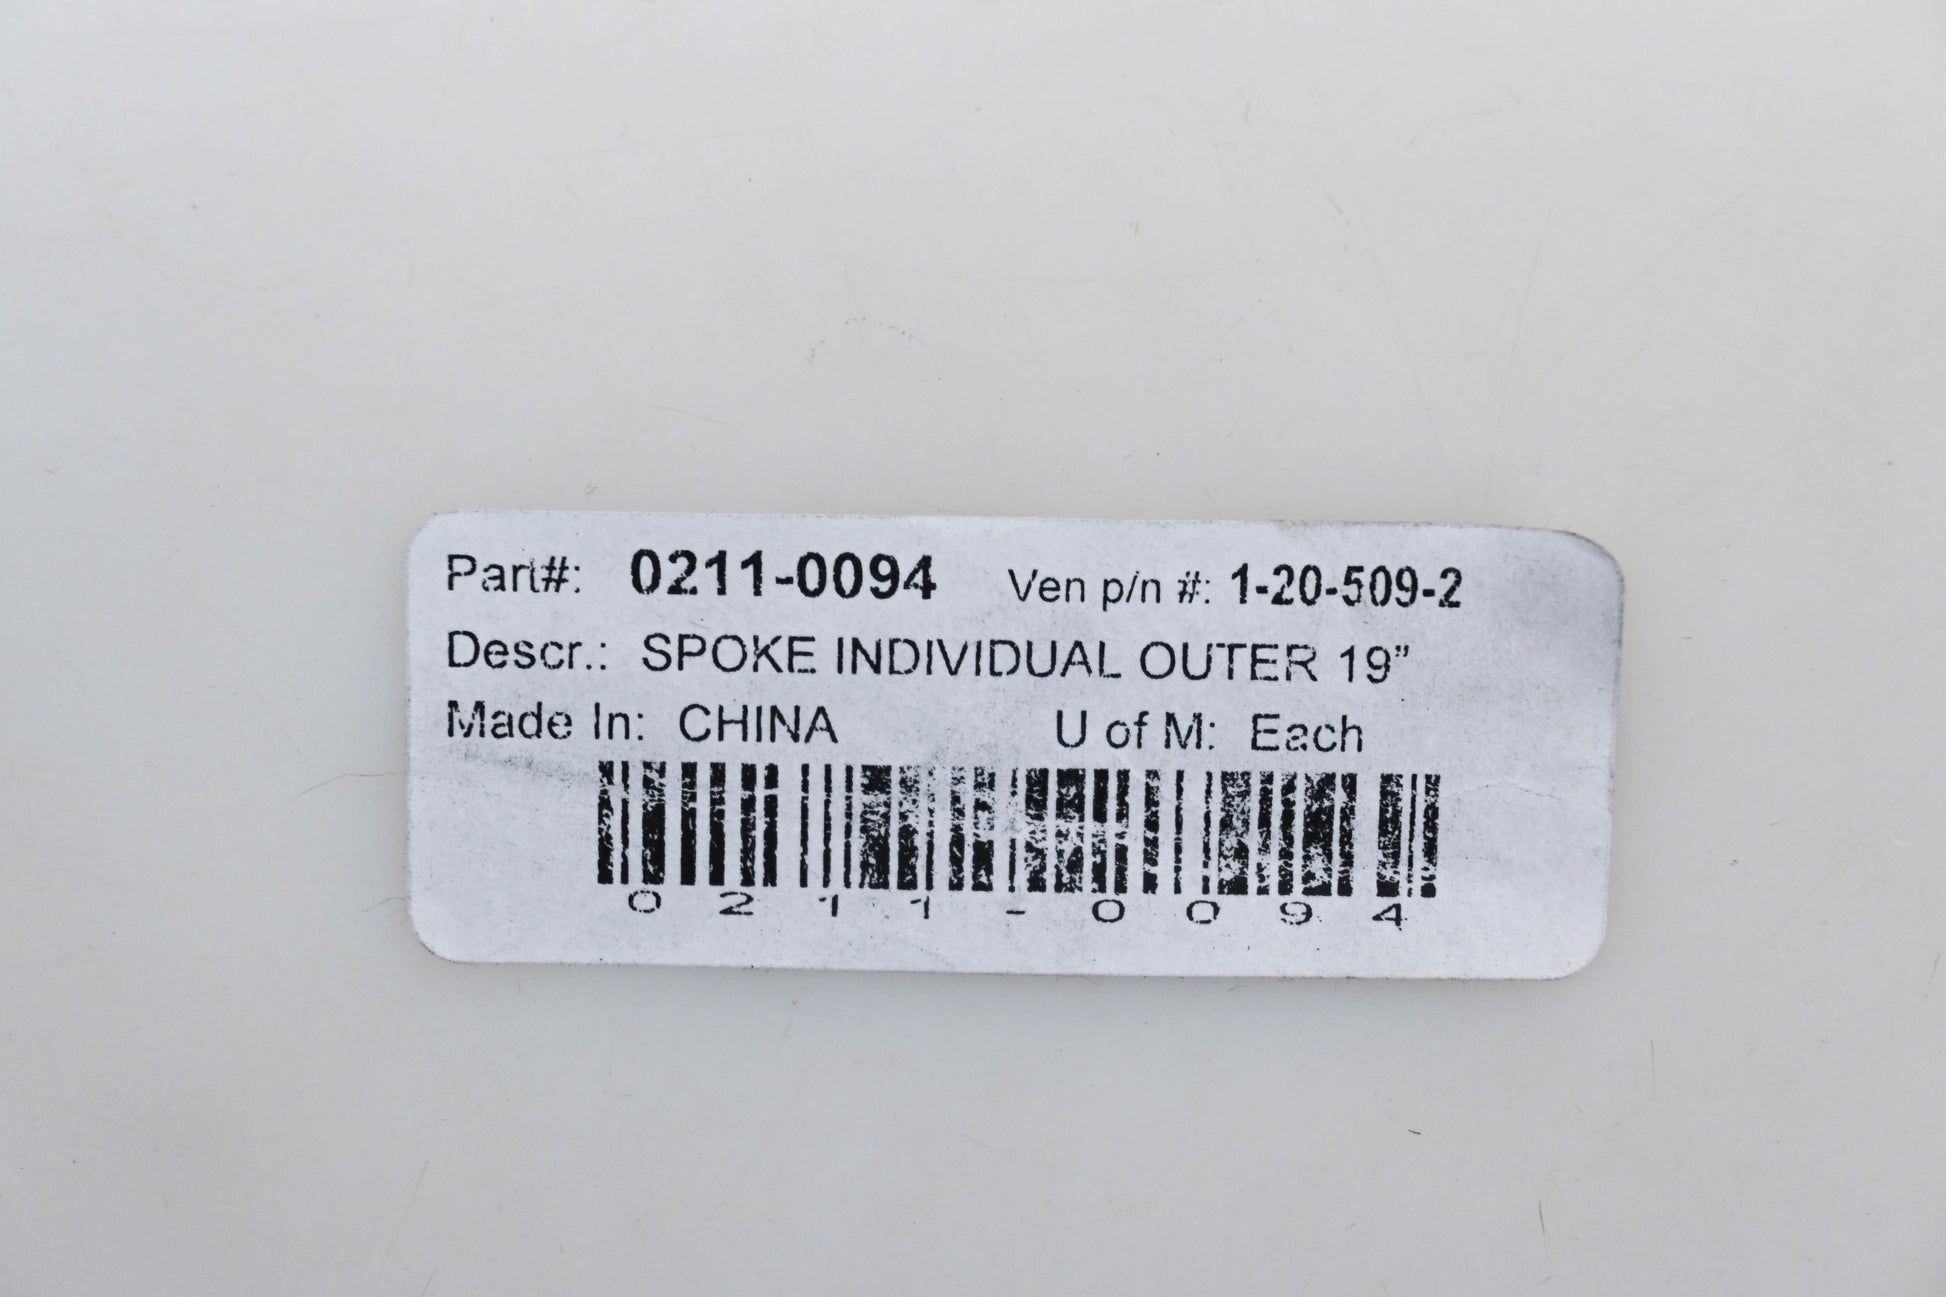 Part#: 0211-0094 Ven p/n #: 1-20-509-2
Descr.: SPOKE INDIVIDUAL OUTER 19”
Made In: CHINA U of M: Each
0211-0094